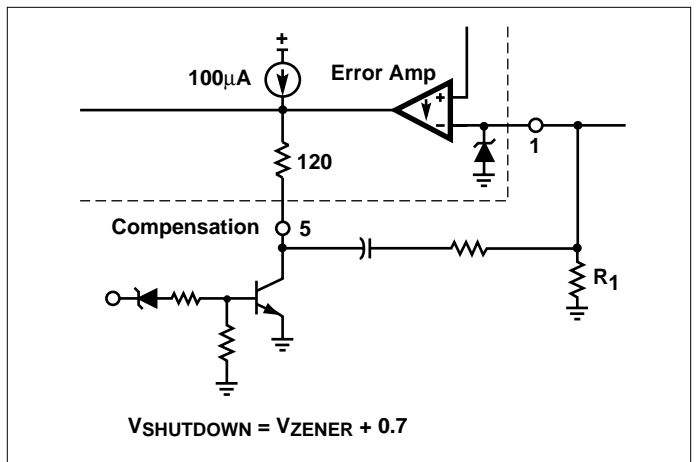 +
100µA
Error Amp
+
−
1
120
Compensation
5
R1
VSHUTDOWN = VZENER + 0.7